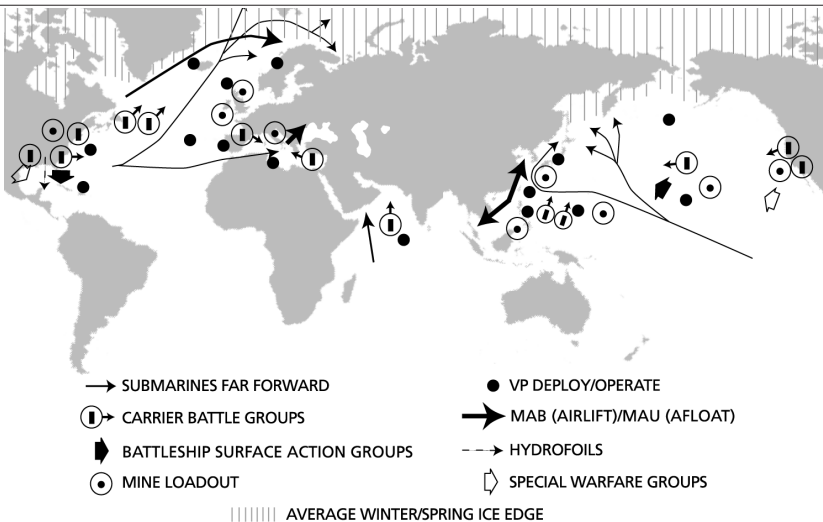 SUBMARINES FAR FORWARD
VP DEPLOY/OPERATE
CARRIER BATTLE GROUPS
MAB (AIRLIFT)/MAU (AFLOAT)
BATTLESHIP SURFACE ACTION GROUPS
HYDROFOILS
MINE LOADOUT
SPECIAL WARFARE GROUPS
AVERAGE WINTER/SPRING ICE EDGE